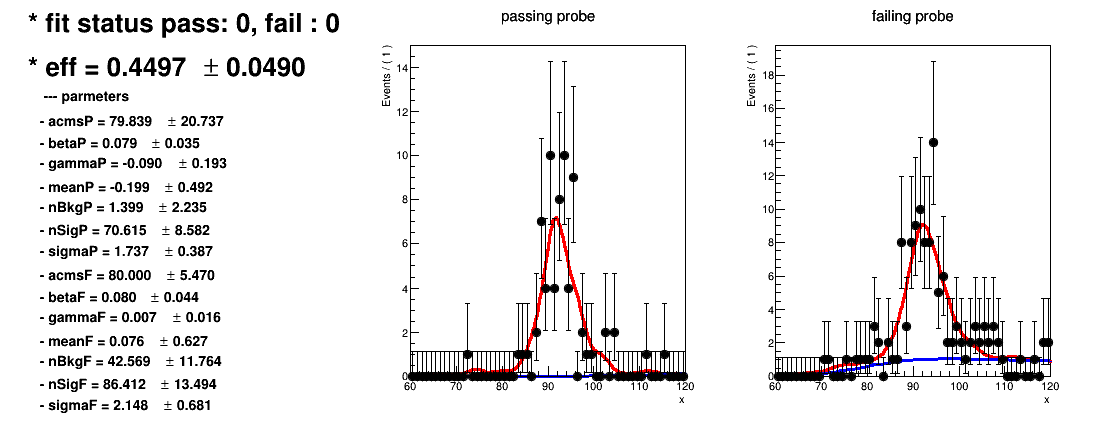 * fit status pass: 0, fail : 0
* eff = 0.4497 ± 0.0490
--- parmeters
- acmsP = 79.839 ± 20.737
- betaP = 0.079 ± 0.035
- gammaP = -0.090 ± 0.193
- meanP = -0.199 ± 0.492
- nBkgP = 1.399 ± 2.235
- nSigP = 70.615 ± 8.582
- sigmaP = 1.737 ± 0.387
- acmsF = 80.000 ± 5.470
- betaF = 0.080 ± 0.044
- gammaF = 0.007 ± 0.016
- meanF = 0.076 ± 0.627
- nBkgF = 42.569 ± 11.764
- nSigF = 86.412 ± 13.494
- sigmaF = 2.148 ± 0.681
passing probe
Events / ( 1 )
14
12
10
8
6
4
2
0
60 70 80 90 100 110 120
x
failing probe
Events / ( 1 )
18
16
14
12
10
8
6
4
2
0
60 70 80 90 100 110 120
x